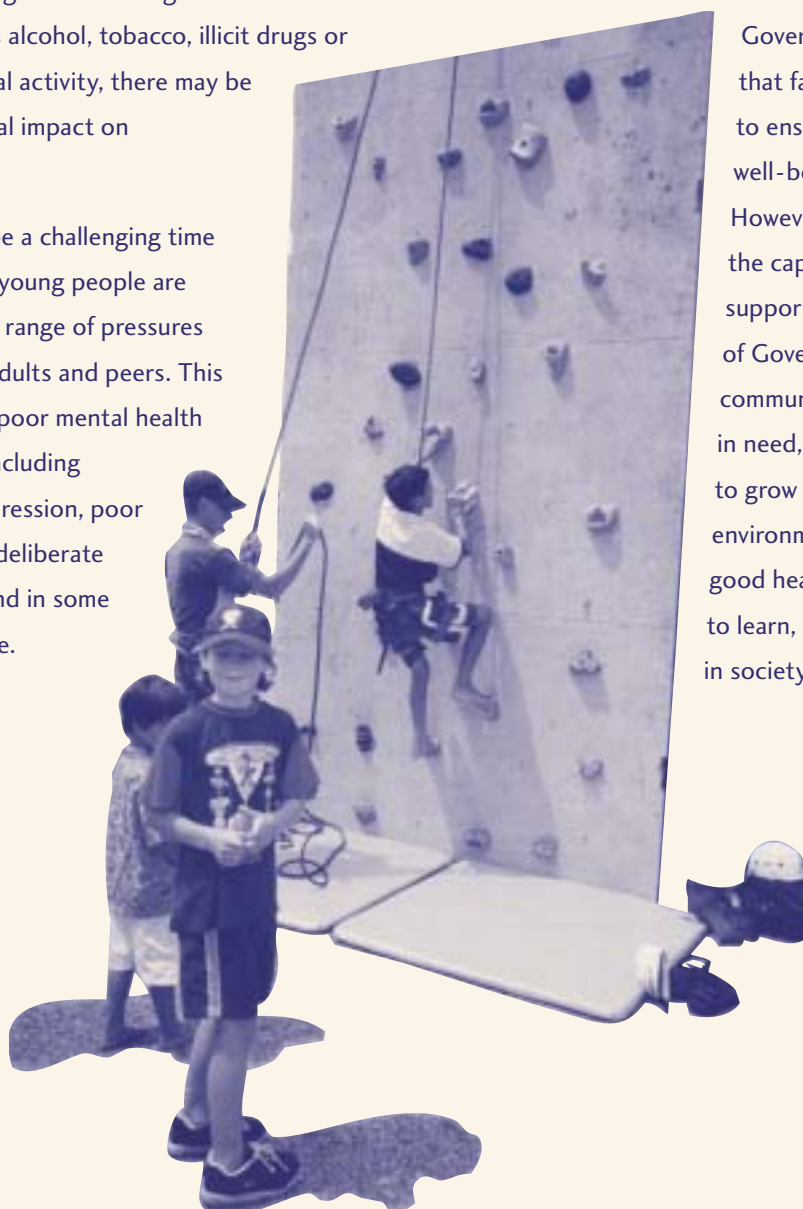 alcohol, tobacco, illicit drugs or
al activity, there may be
al impact on
be a challenging time
young people are
range of pressures
dults and peers. This
poor mental health
cluding
ression, poor
deliberate
nd in some
e.
Gover
that fa
to ens
well-be
Howev
the cap
suppor
of Gove
commun
in need,
to grow
environm
good hea
to learn,
in society